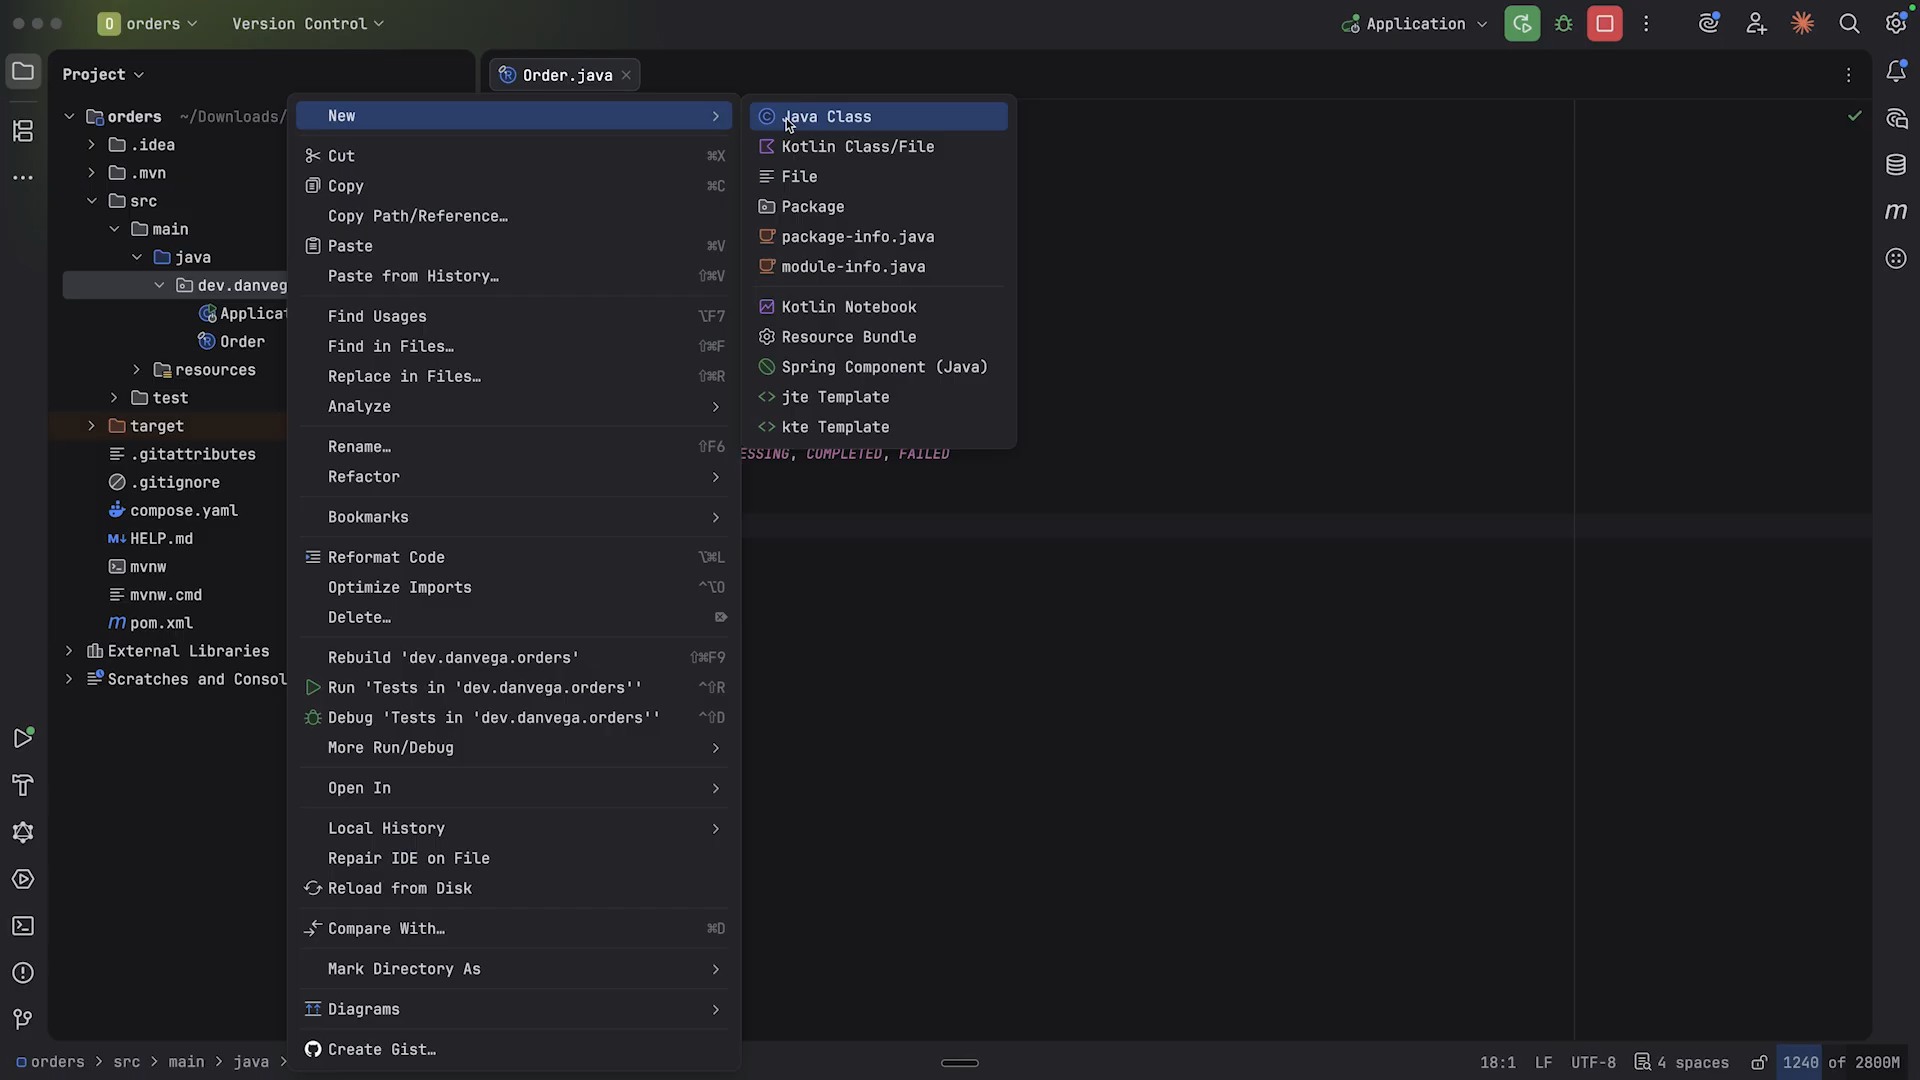 O orders
Version Control
Application
Project
Order.java
orders ~/Downloads/
.idea
.mvn
src
main
java
dev.danveg
Applicat
Order
resources
test
target
.gitattributes
.gitignore
compose.yaml
M↓ HELP.md
mvnw
mvnw.cmd
m pom.xml
External Libraries
Scratches and Consol
New
Cut ⌘X
Copy ⌘C
Copy Path/Reference…
Paste ⌘V
Paste from History… ⇧⌘V
Find Usages ⌥F7
Find in Files… ⇧⌘F
Replace in Files… ⇧⌘R
Analyze
Rename… ⇧F6
Refactor
Bookmarks
Reformat Code ⌥⌘L
Optimize Imports ^⌥O
Delete… ⌦
Rebuild 'dev.danvega.orders' ⇧⌘F9
Run 'Tests in 'dev.danvega.orders'' ^⇧R
Debug 'Tests in 'dev.danvega.orders'' ^⇧D
More Run/Debug
Open In
Local History
Repair IDE on File
Reload from Disk
Compare With… ⌘D
Mark Directory As
Diagrams
Create Gist…
Java Class
Kotlin Class/File
File
Package
package-info.java
module-info.java
Kotlin Notebook
Resource Bundle
Spring Component (Java)
jte Template
kte Template
ESSING, COMPLETED, FAILED
m
orders > src > main > java >
18:1 LF UTF-8 4 spaces 1240 of 2800M